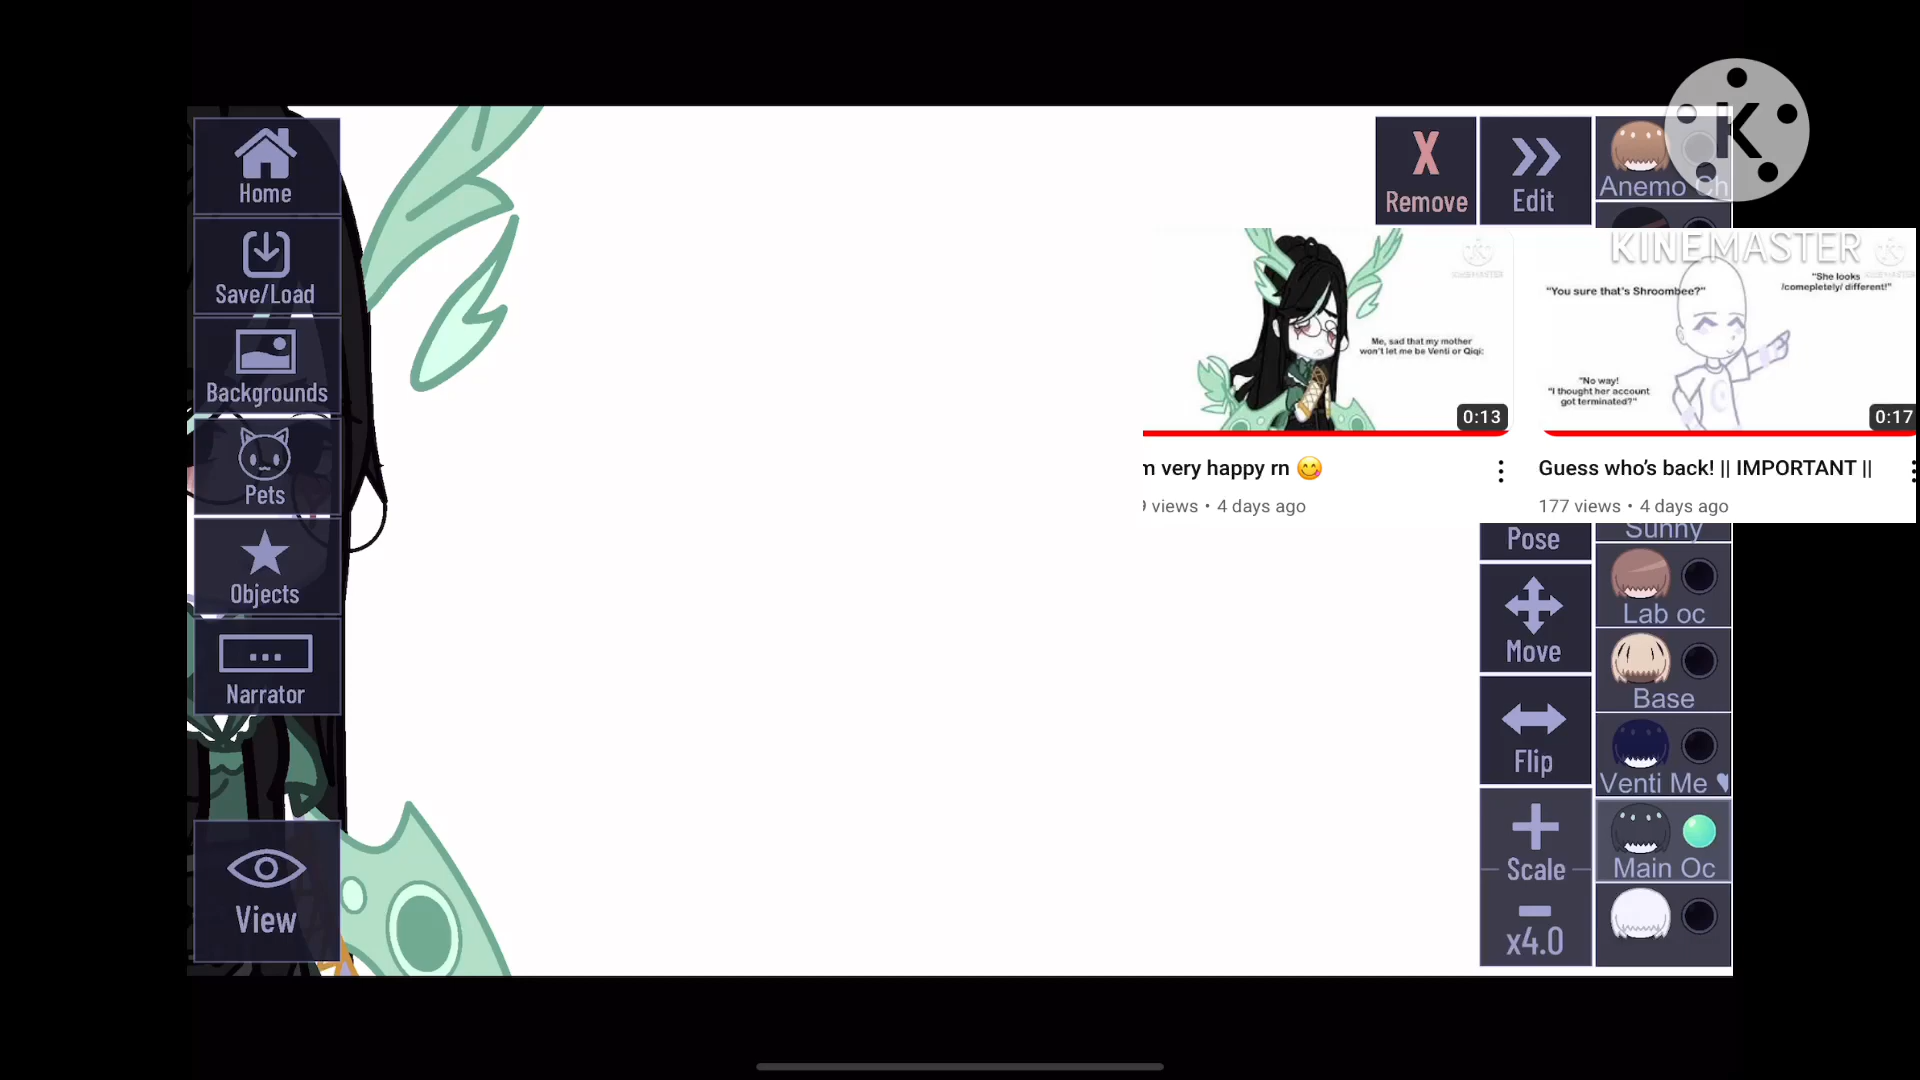 Home
Save/Load
Backgrounds
Pets
Objects
Narrator
View
X
Remove
Edit
K
Anemo Ch
Me, sad that my mother
won't let me be Venti or Qiqi:
0:13
m very happy rn 😋
views • 4 days ago
KINEMASTER
"You sure that's Shroombee?"
"She looks
/comepletely/ different!"
"No way!
"I thought her account
got terminated?"
0:17
Guess who's back! || IMPORTANT ||
177 views • 4 days ago
Pose
Move
Flip
Scale
x4.0
Sunny
Lab oc
Base
Venti Me
Main Oc